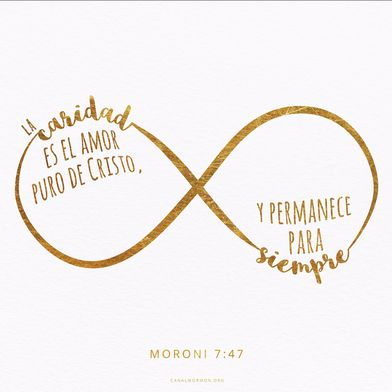 LA
caridad
ES EL AMOR
PURO DE CRISTO,
Y PERMANECE
PARA
siempre
MORONI 7:47
CANALMORMON.ORG